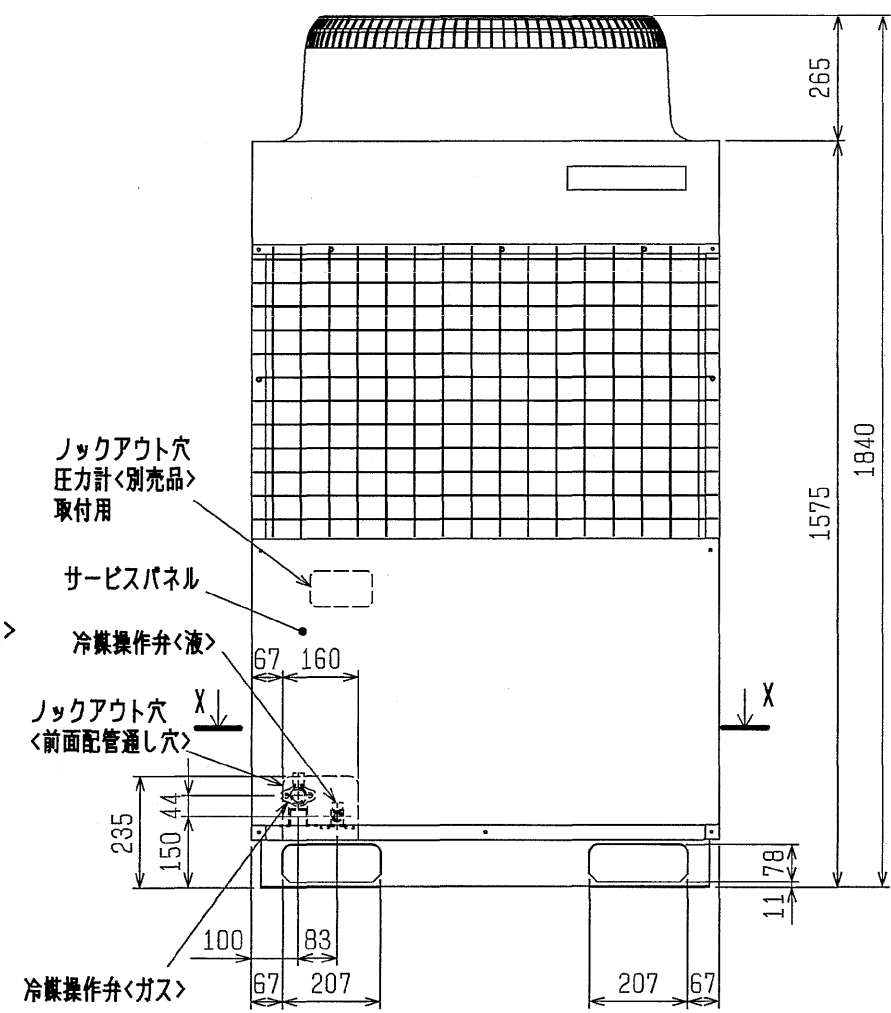 265
1840
1575
ノックアウト穴
圧力計<別売品>
取付用
サービスパネル
>
冷媒操作弁<液>
67
160
X
X
ノックアウト穴
<前面配管通し穴>
235
44
150
78
11
100
83
冷媒操作弁<ガス>
67
207
207
67